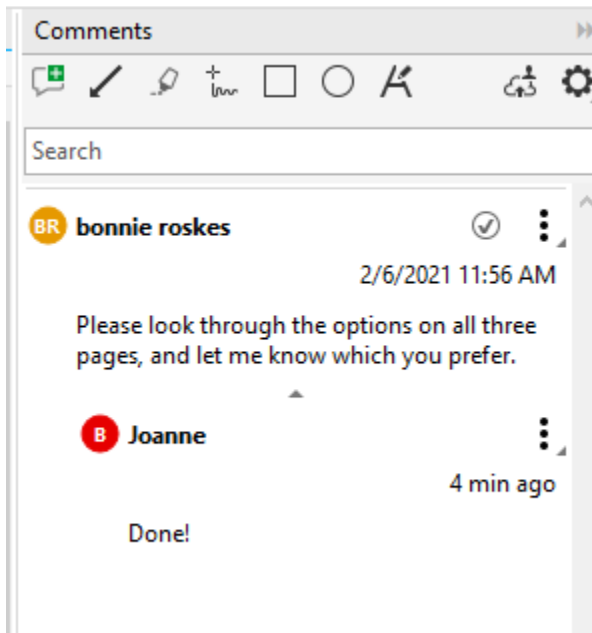 Comments
Search
BR bonnie roskes
2/6/2021 11:56 AM
Please look through the options on all three
pages, and let me know which you prefer.
B Joanne
4 min ago
Done!